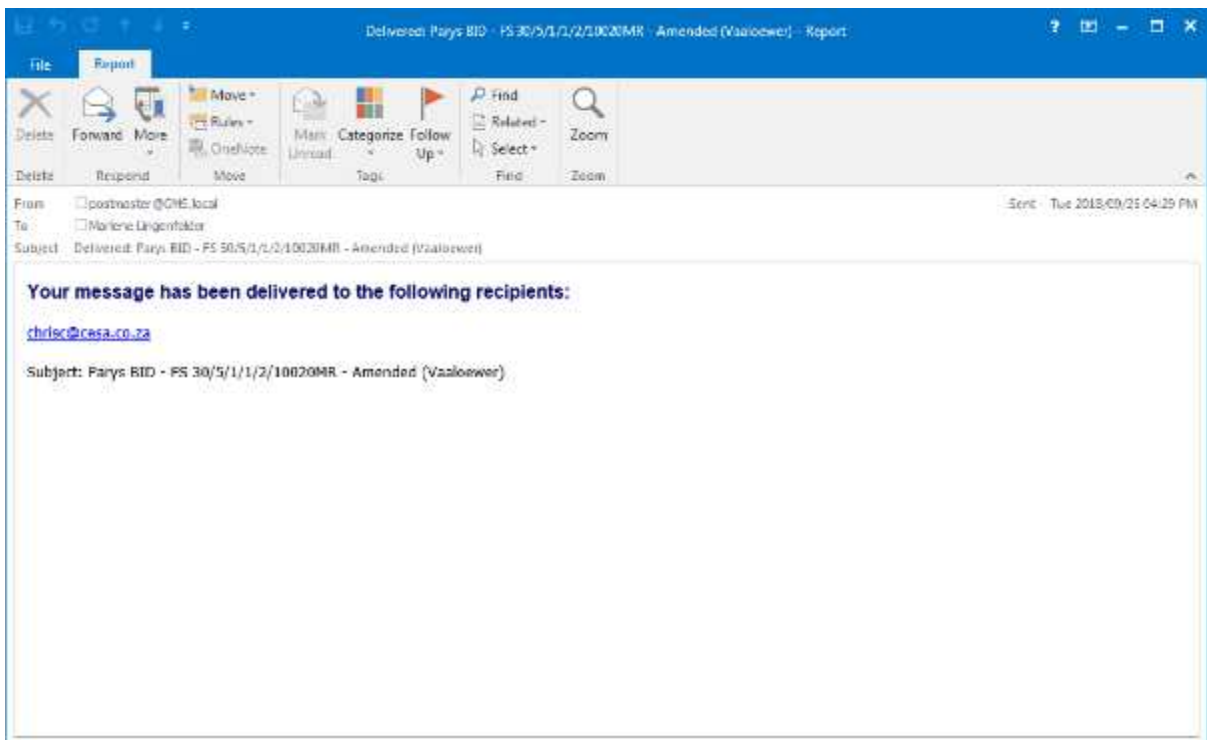 Delivered: Parys BID - FS 30/5/1/1/2/10020MR - Amended (Vaaloewer) - Report
File Report
Delete Forward More
Move
Rules
OneNote
Mark Unread
Categorize Follow Up
Find
Related
Select
Zoom
Delete Respond Move Tags Find Zoom
From postmaster@ .local Sent Tue 2018/09/25 04:29 PM
To Marlene Lingenfelder
Subject Delivered: Parys BID - FS 30/5/1/1/2/10020MR - Amended (Vaaloewer)
Your message has been delivered to the following recipients:
chrisc@cesa.co.za
Subject: Parys BID - FS 30/5/1/1/2/10020MR - Amended (Vaaloewer)